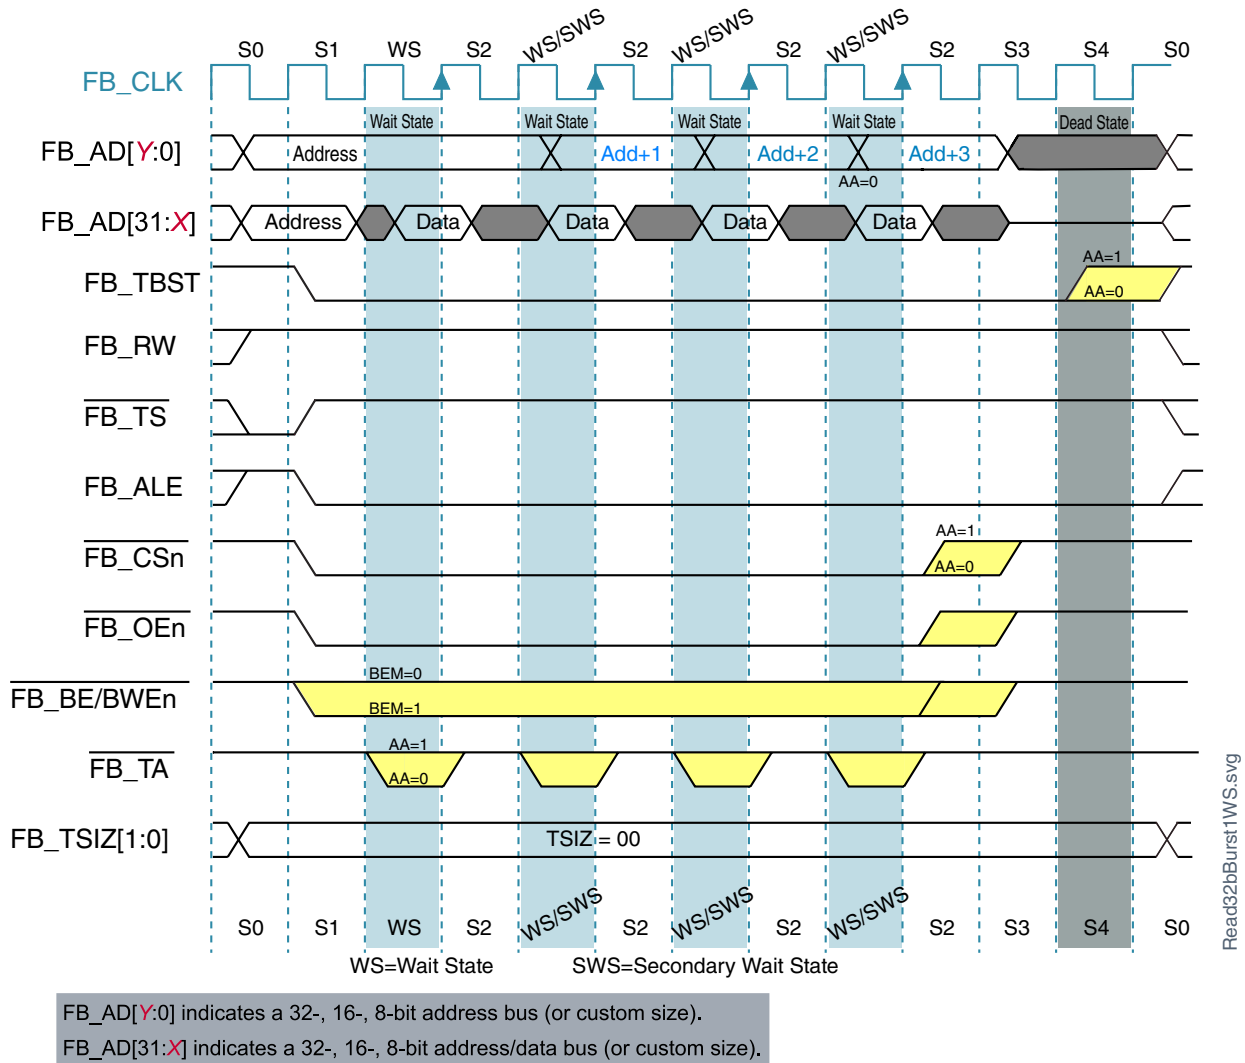 S0 S1 WS S2 WS/SWS S2 WS/SWS S2 WS/SWS S2 S3 S4 S0
FB_CLK
Wait State Wait State Wait State Wait State Dead State
FB_AD[Y:0] Address Add+1 Add+2 Add+3
AA=0
FB_AD[31:X] Address Data Data Data Data
AA=1
FB_TBST AA=0
FB_RW
FB_TS
FB_ALE
AA=1
FB_CSn AA=0
FB_OEn
BEM=0
FB_BE/BWEn
BEM=1
AA=1
FB_TA AA=0
FB_TSIZ[1:0] TSIZ = 00
S0 S1 WS S2 WS/SWS S2 WS/SWS S2 WS/SWS S2 S3 S4 S0
WS=Wait State SWS=Secondary Wait State
FB_AD[Y:0] indicates a 32-, 16-, 8-bit address bus (or custom size).
FB_AD[31:X] indicates a 32-, 16-, 8-bit address/data bus (or custom size).
Read32bBurst1WS.svg